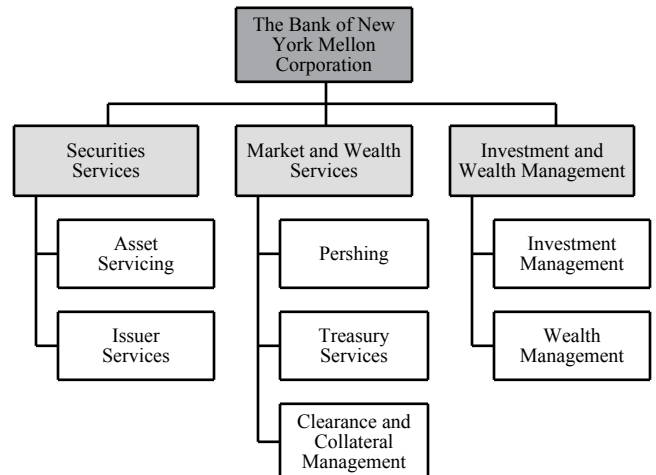 The Bank of New
York Mellon
Corporation
Securities
Services
Market and Wealth
Services
Investment and
Wealth Management
Asset
Servicing
Pershing
Investment
Management
Issuer
Services
Treasury
Services
Wealth
Management
Clearance and
Collateral
Management